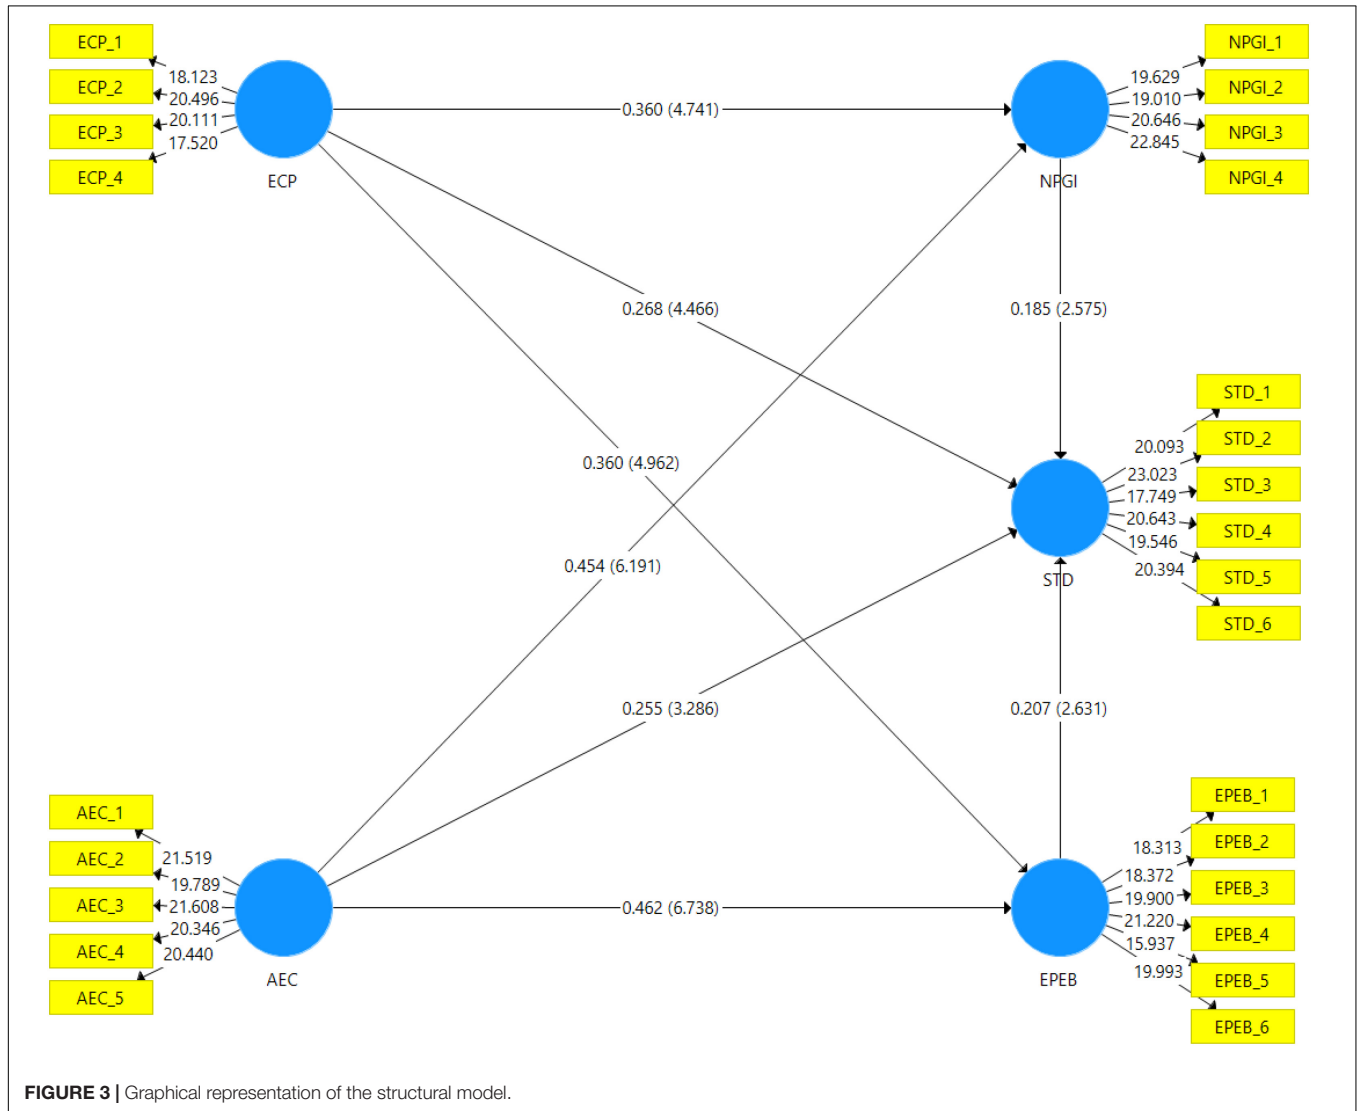 ECP_1
ECP_2
ECP_3
ECP_4
18.123
20.496
20.111
17.520
ECP
0.360 (4.741)
NPGI
19.629
19.010
20.646
22.845
NPGI_1
NPGI_2
NPGI_3
NPGI_4
0.268 (4.466)
0.185 (2.575)
0.360 (4.962)
0.454 (6.191)
STD
20.093
23.023
17.749
20.643
19.546
20.394
STD_1
STD_2
STD_3
STD_4
STD_5
STD_6
0.255 (3.286)
0.207 (2.631)
AEC_1
AEC_2
AEC_3
AEC_4
AEC_5
21.519
19.789
21.608
20.346
20.440
AEC
0.462 (6.738)
EPEB
18.313
18.372
19.900
21.220
15.937
19.993
EPEB_1
EPEB_2
EPEB_3
EPEB_4
EPEB_5
EPEB_6
FIGURE 3 | Graphical representation of the structural model.